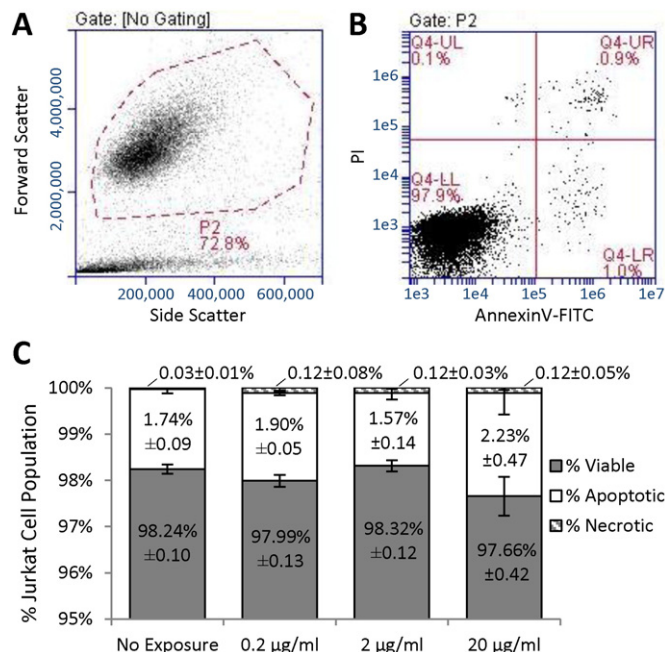 A
Gate: [No Gating]
Forward Scatter
4,000,000
2,000,000
P2
72.8%
200,000 400,000 600,000
Side Scatter
B
Gate: P2
Q4-UL
0.1%
Q4-UR
0.9%
1e6
1e5
PI
1e4
Q4-LL
97.9%
1e3
Q4-LR
1.0%
1e3 1e4 1e5 1e6 1e7
AnnexinV-FITC
C
0.03±0.01% 0.12±0.08% 0.12±0.03% 0.12±0.05%
% Jurkat Cell Population
100%
99%
98%
97%
96%
95%
1.74%
±0.09
1.90%
±0.05
1.57%
±0.14
2.23%
±0.47
98.24%
±0.10
97.99%
±0.13
98.32%
±0.12
97.66%
±0.42
% Viable
% Apoptotic
% Necrotic
No Exposure 0.2 µg/ml 2 µg/ml 20 µg/ml